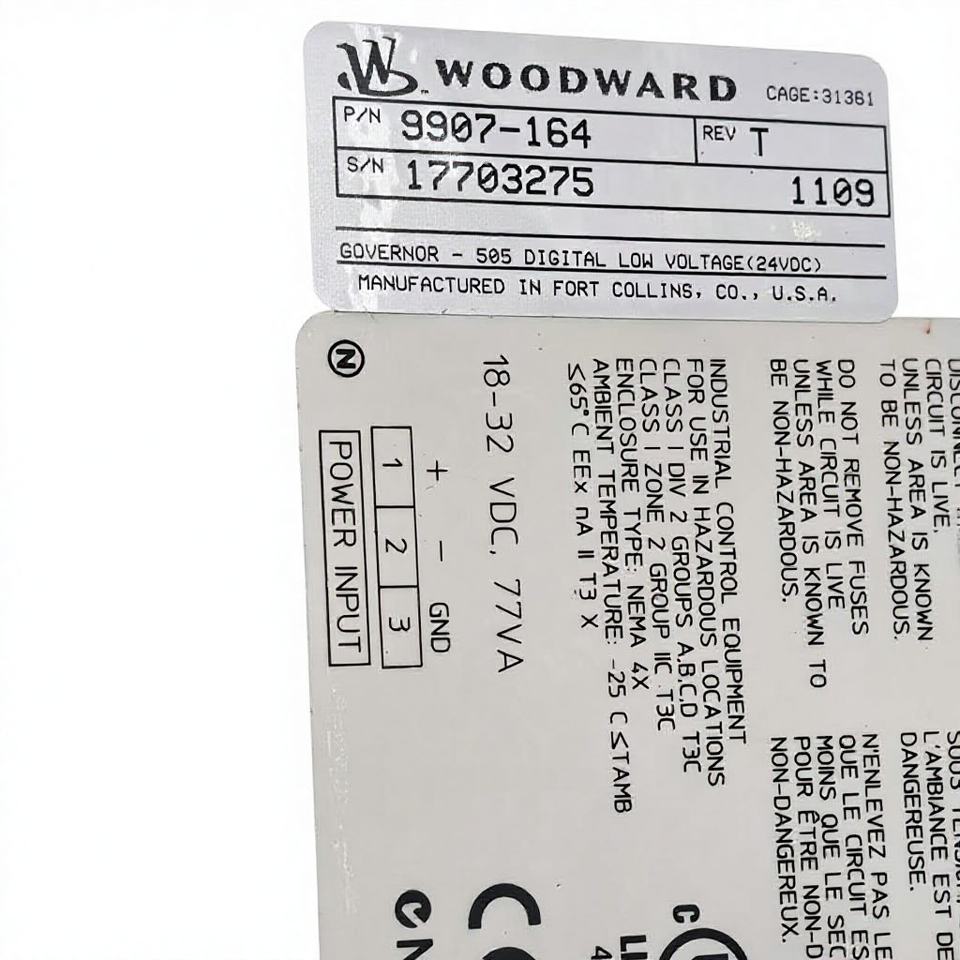 WOODWARD CAGE:31361
P/N 9907-164 REV T
S/N 17703275 1109
GOVERNOR - 505 DIGITAL LOW VOLTAGE(24VDC)
MANUFACTURED IN FORT COLLINS, CO., U.S.A.
CIRCUIT IS LIVE,
UNLESS AREA IS KNOWN
TO BE NON-HAZARDOUS.
DO NOT REMOVE FUSES
WHILE CIRCUIT IS LIVE
UNLESS AREA IS KNOWN TO
BE NON-HAZARDOUS.
INDUSTRIAL CONTROL EQUIPMENT
FOR USE IN HAZARDOUS LOCATIONS
CLASS I DIV 2 GROUPS A,B,C,D T3C
CLASS I ZONE 2 GROUP IIC T3C
ENCLOSURE TYPE: NEMA 4X
AMBIENT TEMPERATURE: -25 C ≤TAMB
≤65°C EEx nA II T3 X
18-32 VDC, 77VA
+ - GND
1 2 3
POWER INPUT
N
L'AMBIANCE EST
DANGEREUSE.
N'ENLEVEZ PAS LE
QUE LE CIRCUIT
MOINS QUE LE
POUR ÊTRE
NON-DANGEREUX.
CE